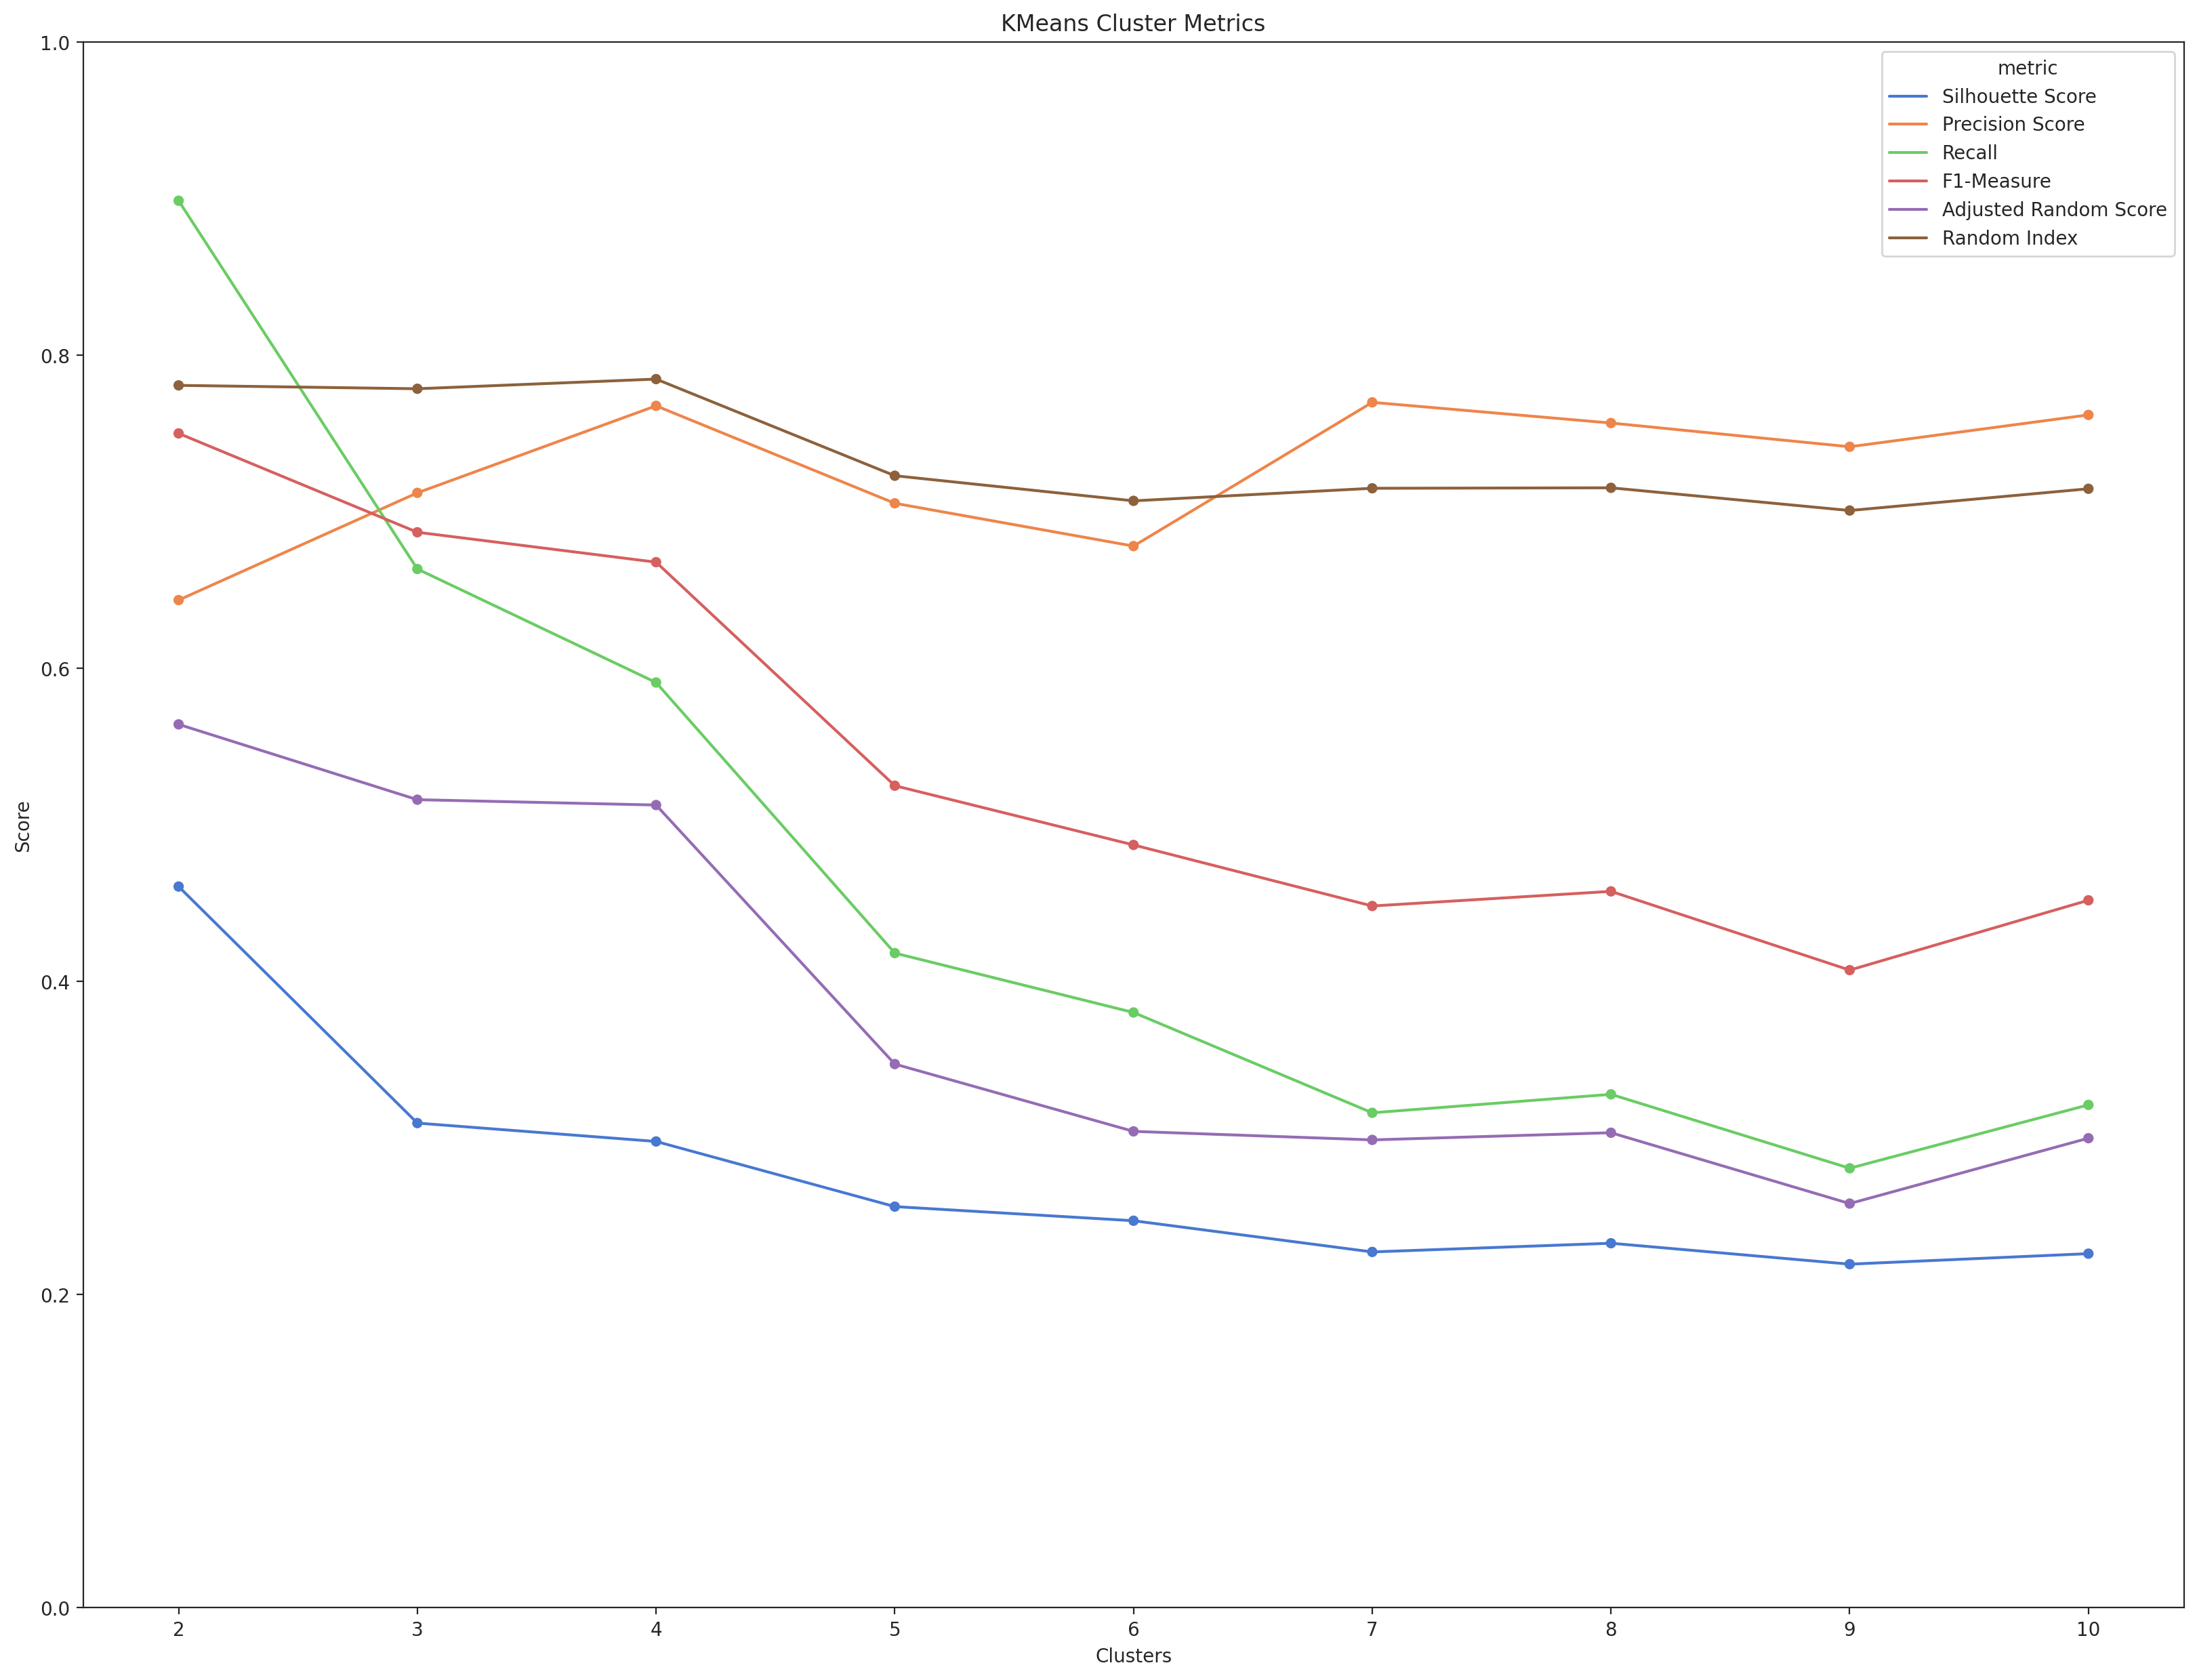 KMeans Cluster Metrics
1.0
0.8
0.6
0.4
0.2
0.0
Score
metric
Silhouette Score
Precision Score
Recall
F1-Measure
Adjusted Random Score
Random Index
2 3 4 5 6 7 8 9 10
Clusters